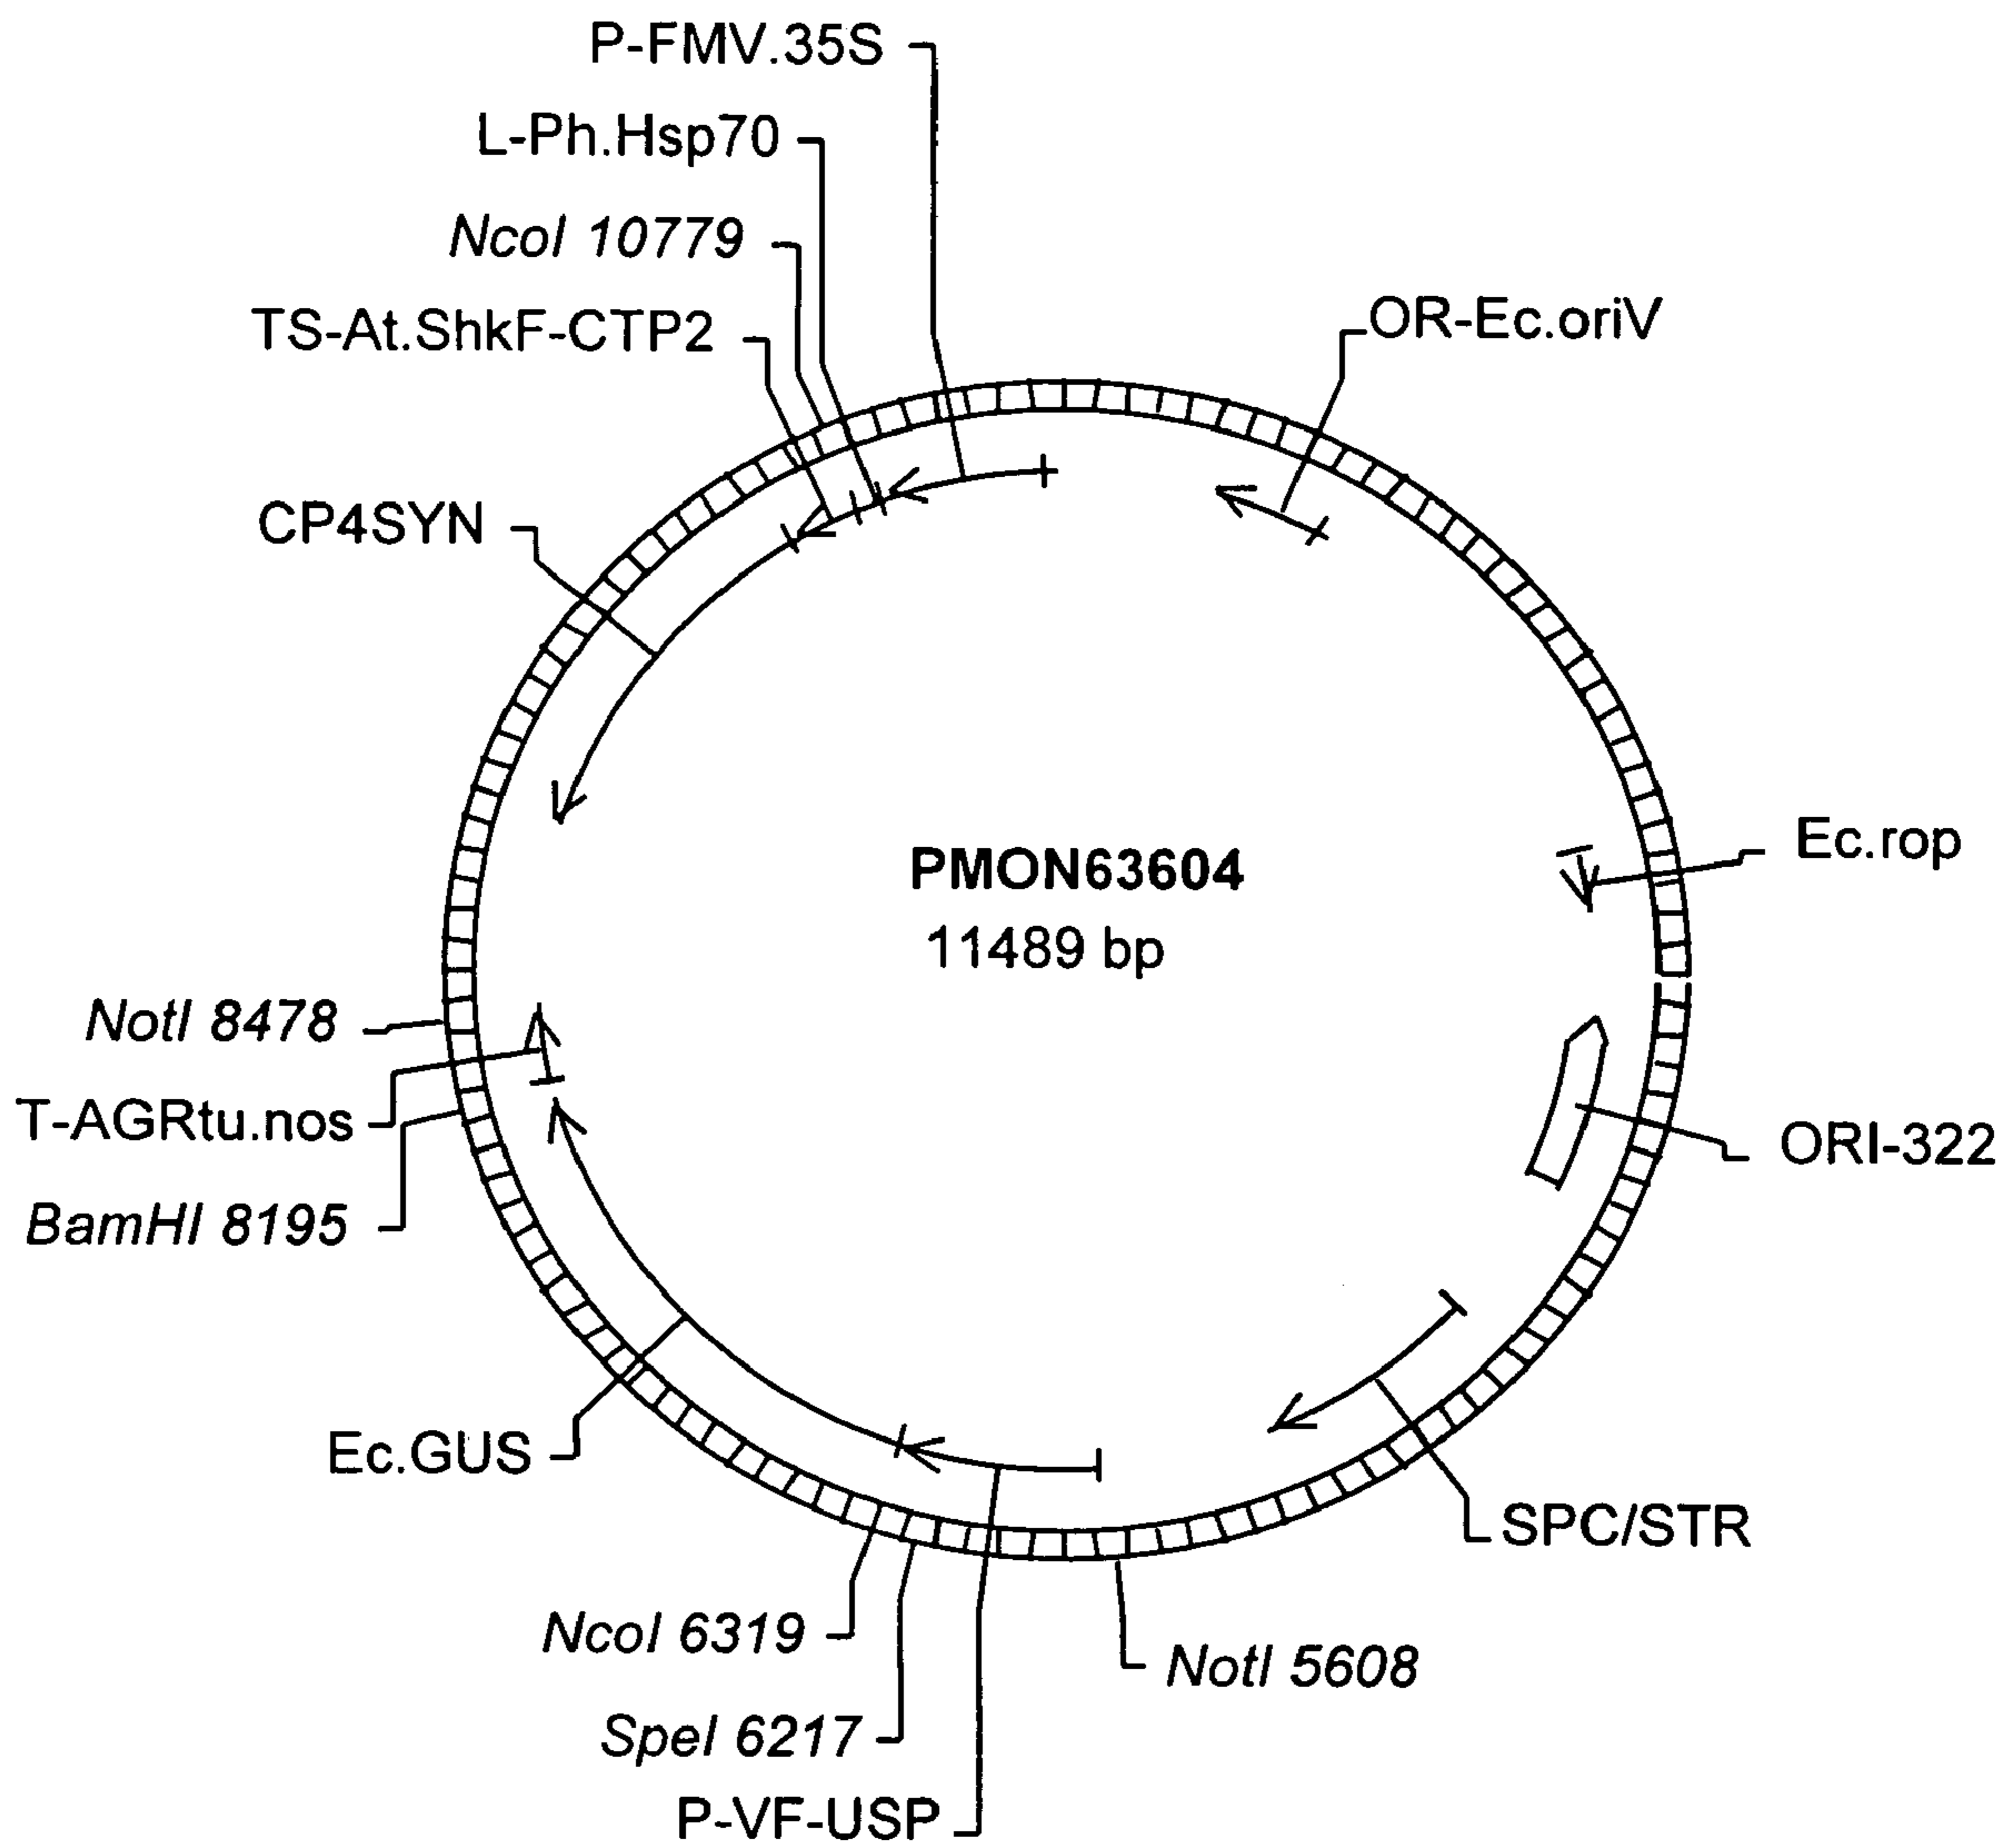 P-FMV.35S
L-Ph.Hsp70
NcoI 10779
TS-At.ShkF-CTP2
OR-Ec.oriV
CP4SYN
Ec.rop
PMON63604
11489 bp
NotI 8478
T-AGRtu.nos
ORI-322
BamHI 8195
Ec.GUS
SPC/STR
NcoI 6319
NotI 5608
SpeI 6217
P-VF-USP